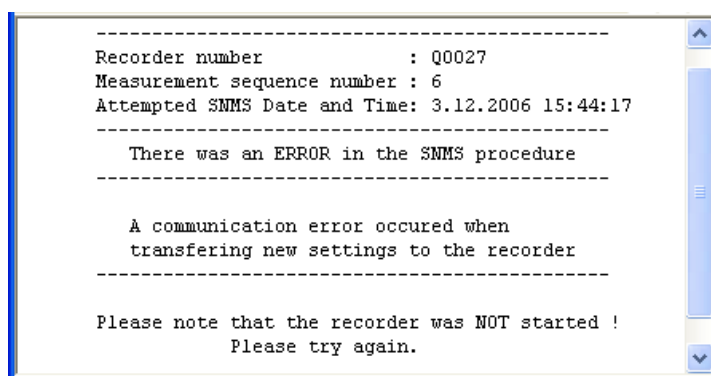 ----------------------------------------------
Recorder number             : Q0027
Measurement sequence number : 6
Attempted SNMS Date and Time: 3.12.2006 15:44:17
----------------------------------------------
There was an ERROR in the SNMS procedure
----------------------------------------------
A communication error occured when
transfering new settings to the recorder
----------------------------------------------
Please note that the recorder was NOT started !
Please try again.